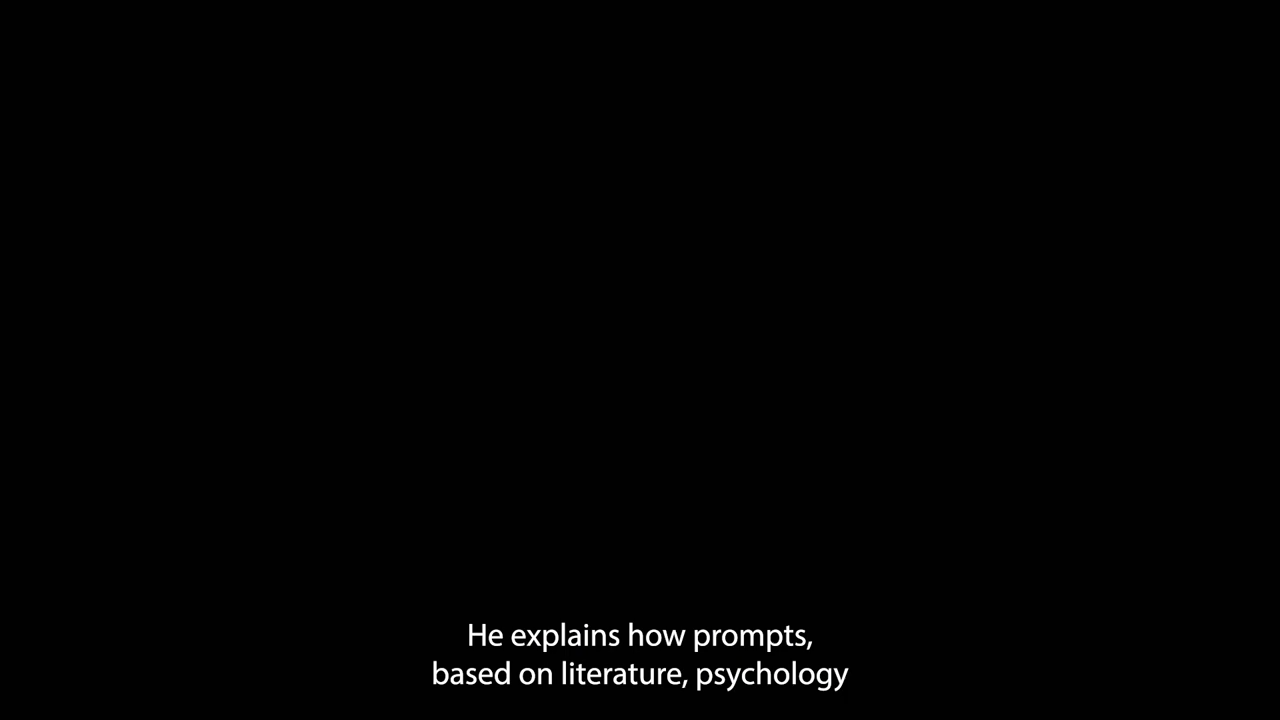 He explains how prompts,
based on literature, psychology